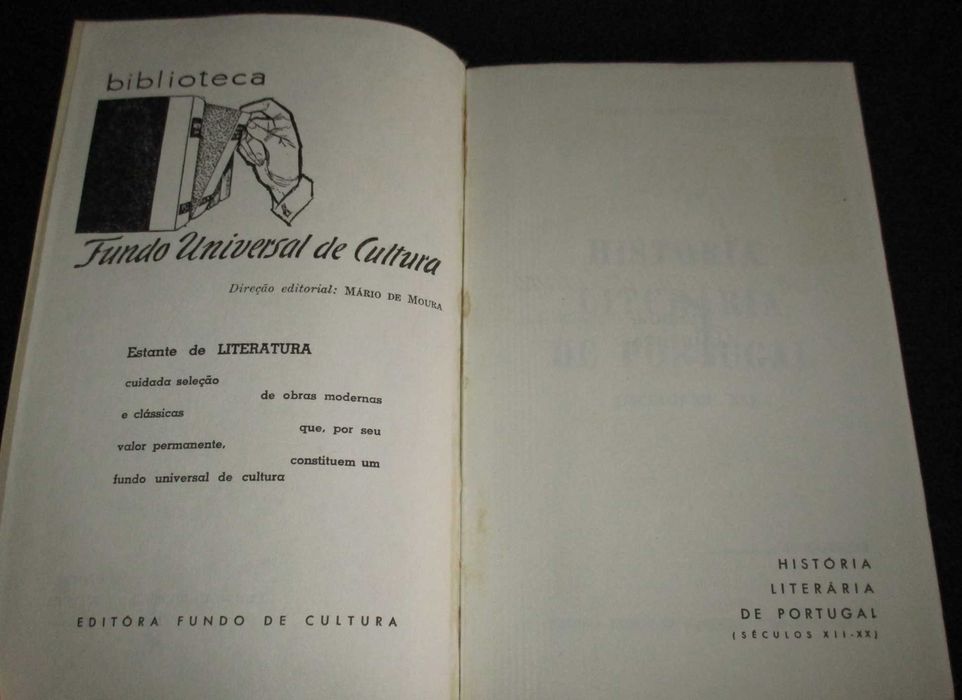 biblioteca
Fundo Universal de Cultura
Direção editorial: MÁRIO DE MOURA
Estante de LITERATURA
cuidada seleção
de obras modernas
e clássicas
que, por seu
valor permanente,
constituem um
fundo universal de cultura
EDITÔRA FUNDO DE CULTURA
HISTÓRIA
LITERÁRIA
DE PORTUGAL
(SÉCULOS XII-XX)